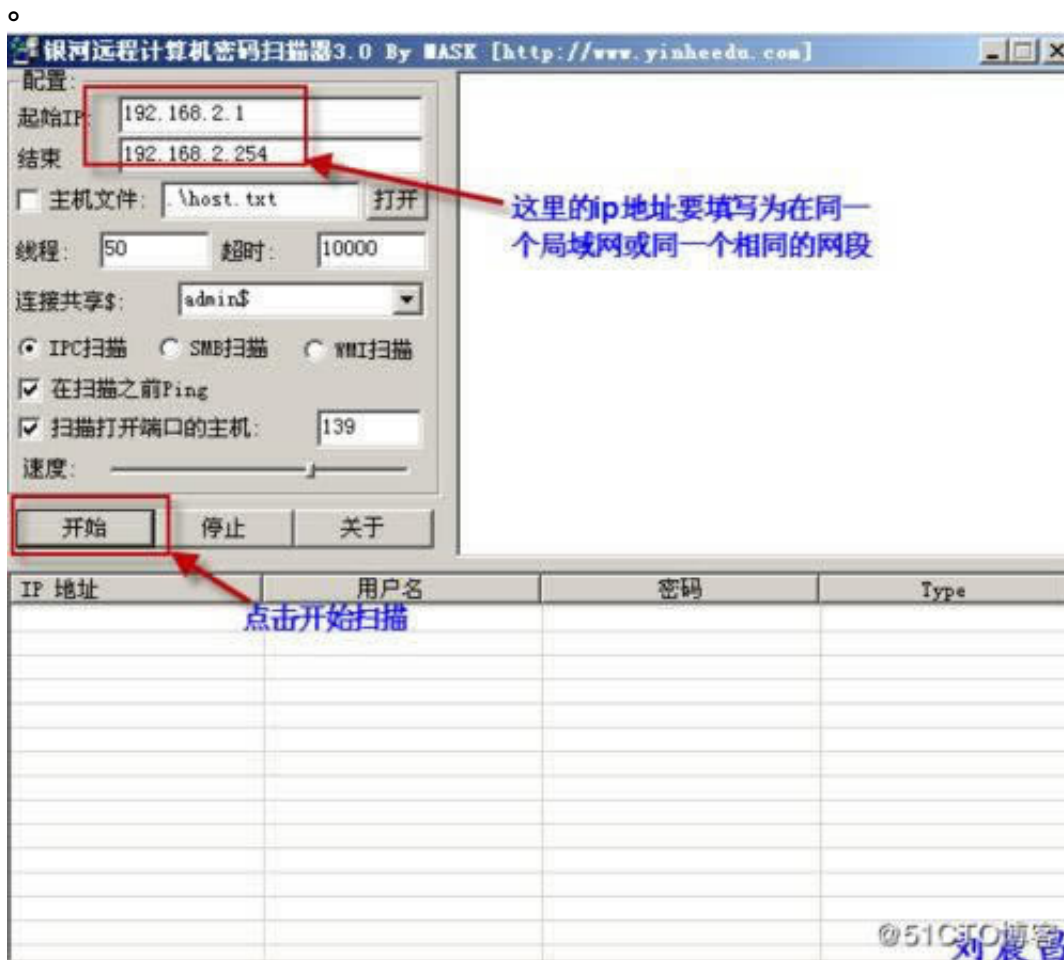 。
银河远程计算机密码扫描器3.0 By MASK [http://www.yinheedu.com]
配置:
起始IP: 192.168.2.1
结束 192.168.2.254
主机文件: .\host.txt 打开
线程: 50 超时: 10000
连接共享$: admin$
IPC扫描 SMB扫描 WMI扫描
在扫描之前Ping
扫描打开端口的主机: 139
速度:
开始 停止 关于
这里的ip地址要填写为在同一
个局域网或同一个相同的网段
IP 地址 用户名 密码 Type
点击开始扫描
@51CTO博客